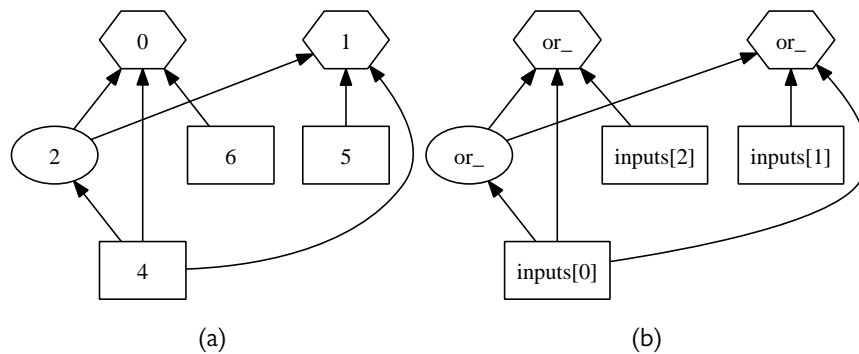 0 1 or_ or_
2 6 5 or_ inputs[2] inputs[1]
4 inputs[0]
(a) (b)